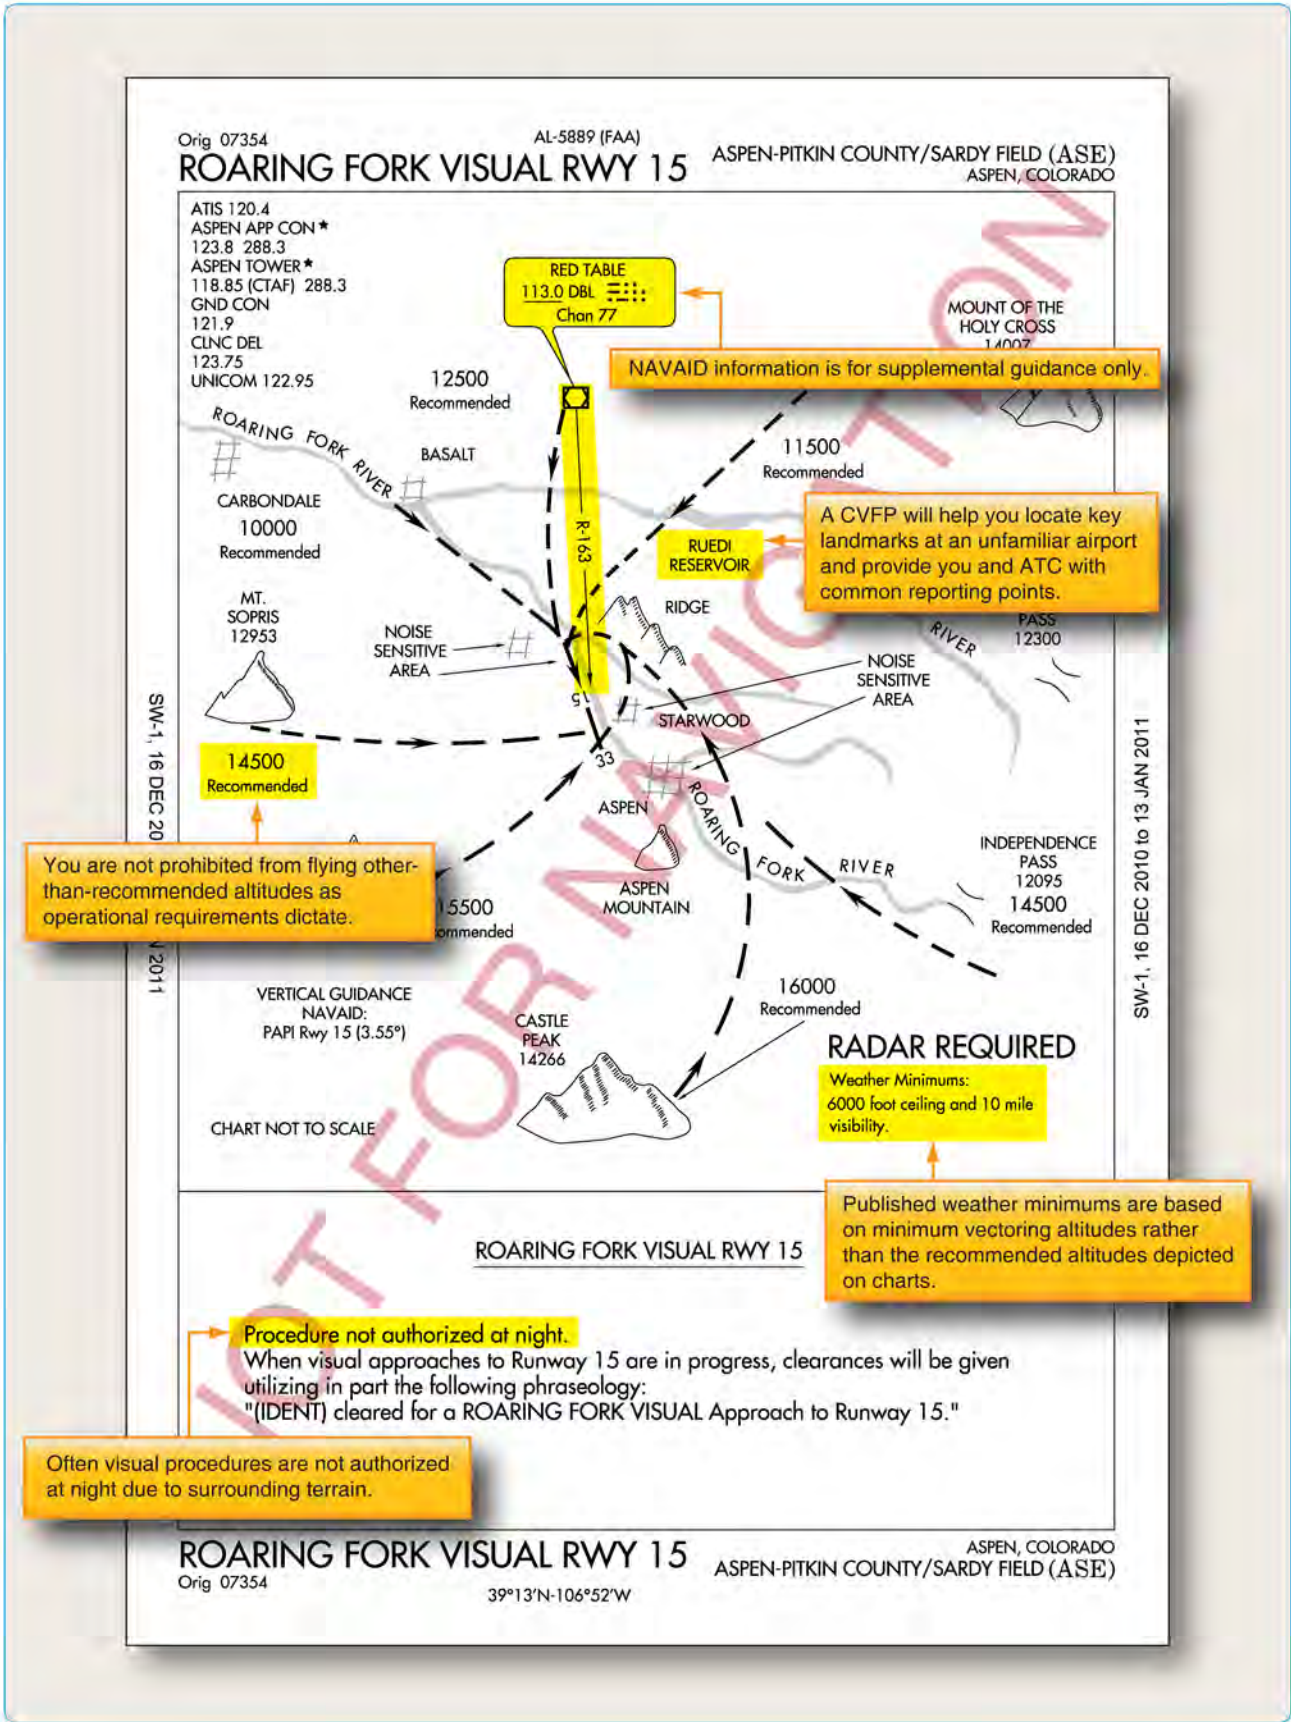 Orig 07354
AL-5889 (FAA)
ROARING FORK VISUAL RWY 15
ASPEN-PITKIN COUNTY/SARDY FIELD (ASE)
ASPEN, COLORADO
ATIS 120.4
ASPEN APP CON★
123.8 288.3
ASPEN TOWER★
118.85 (CTAF) 288.3
GND CON
121.9
CLNC DEL
123.75
UNICOM 122.95
RED TABLE
113.0 DBL
Chan 77
MOUNT OF THE
HOLY CROSS
14007
NAVAID information is for supplemental guidance only.
12500
Recommended
ROARING FORK RIVER
BASALT
11500
Recommended
CARBONDALE
10000
Recommended
R-163
RUEDI
RESERVOIR
A CVFP will help you locate key
landmarks at an unfamiliar airport
and provide you and ATC with
common reporting points.
MT.
SOPRIS
12953
RIDGE
PASS
12300
RIVER
NOISE
SENSITIVE
AREA
NOISE
SENSITIVE
AREA
15
STARWOOD
33
14500
Recommended
ASPEN
ROARING FORK RIVER
ASPEN
MOUNTAIN
INDEPENDENCE
PASS
12095
14500
Recommended
You are not prohibited from flying other-
than-recommended altitudes as
operational requirements dictate.
15500
ommended
VERTICAL GUIDANCE
NAVAID:
PAPI Rwy 15 (3.55°)
CASTLE
PEAK
14266
16000
Recommended
RADAR REQUIRED
Weather Minimums:
6000 foot ceiling and 10 mile
visibility.
CHART NOT TO SCALE
Published weather minimums are based
on minimum vectoring altitudes rather
than the recommended altitudes depicted
on charts.
SW-1, 16 DEC 20
2011
SW-1, 16 DEC 2010 to 13 JAN 2011
NOT FOR NAVIGATION
ROARING FORK VISUAL RWY 15
Procedure not authorized at night.
When visual approaches to Runway 15 are in progress, clearances will be given
utilizing in part the following phraseology:
"(IDENT) cleared for a ROARING FORK VISUAL Approach to Runway 15."
Often visual procedures are not authorized
at night due to surrounding terrain.
ROARING FORK VISUAL RWY 15
Orig 07354
39°13'N-106°52'W
ASPEN, COLORADO
ASPEN-PITKIN COUNTY/SARDY FIELD (ASE)